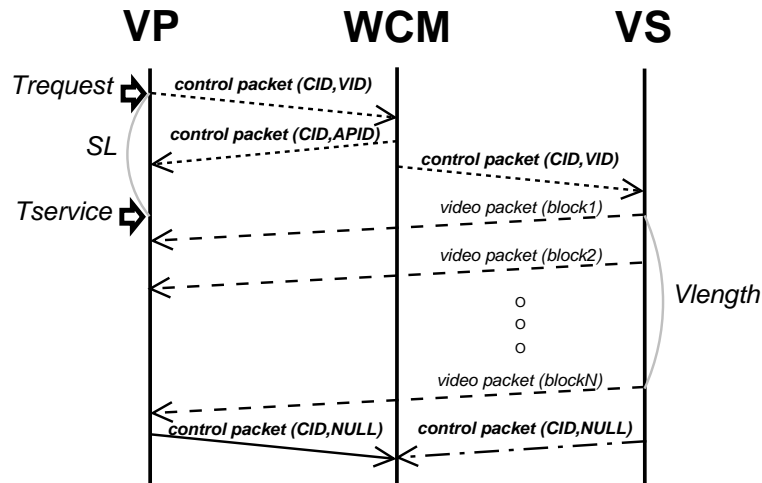 VP WCM VS
Trequest
control packet (CID,VID)
control packet (CID,APID)
SL
control packet (CID,VID)
Tservice
video packet (block1)
video packet (block2)
Vlength
o
o
o
video packet (blockN)
control packet (CID,NULL)
control packet (CID,NULL)